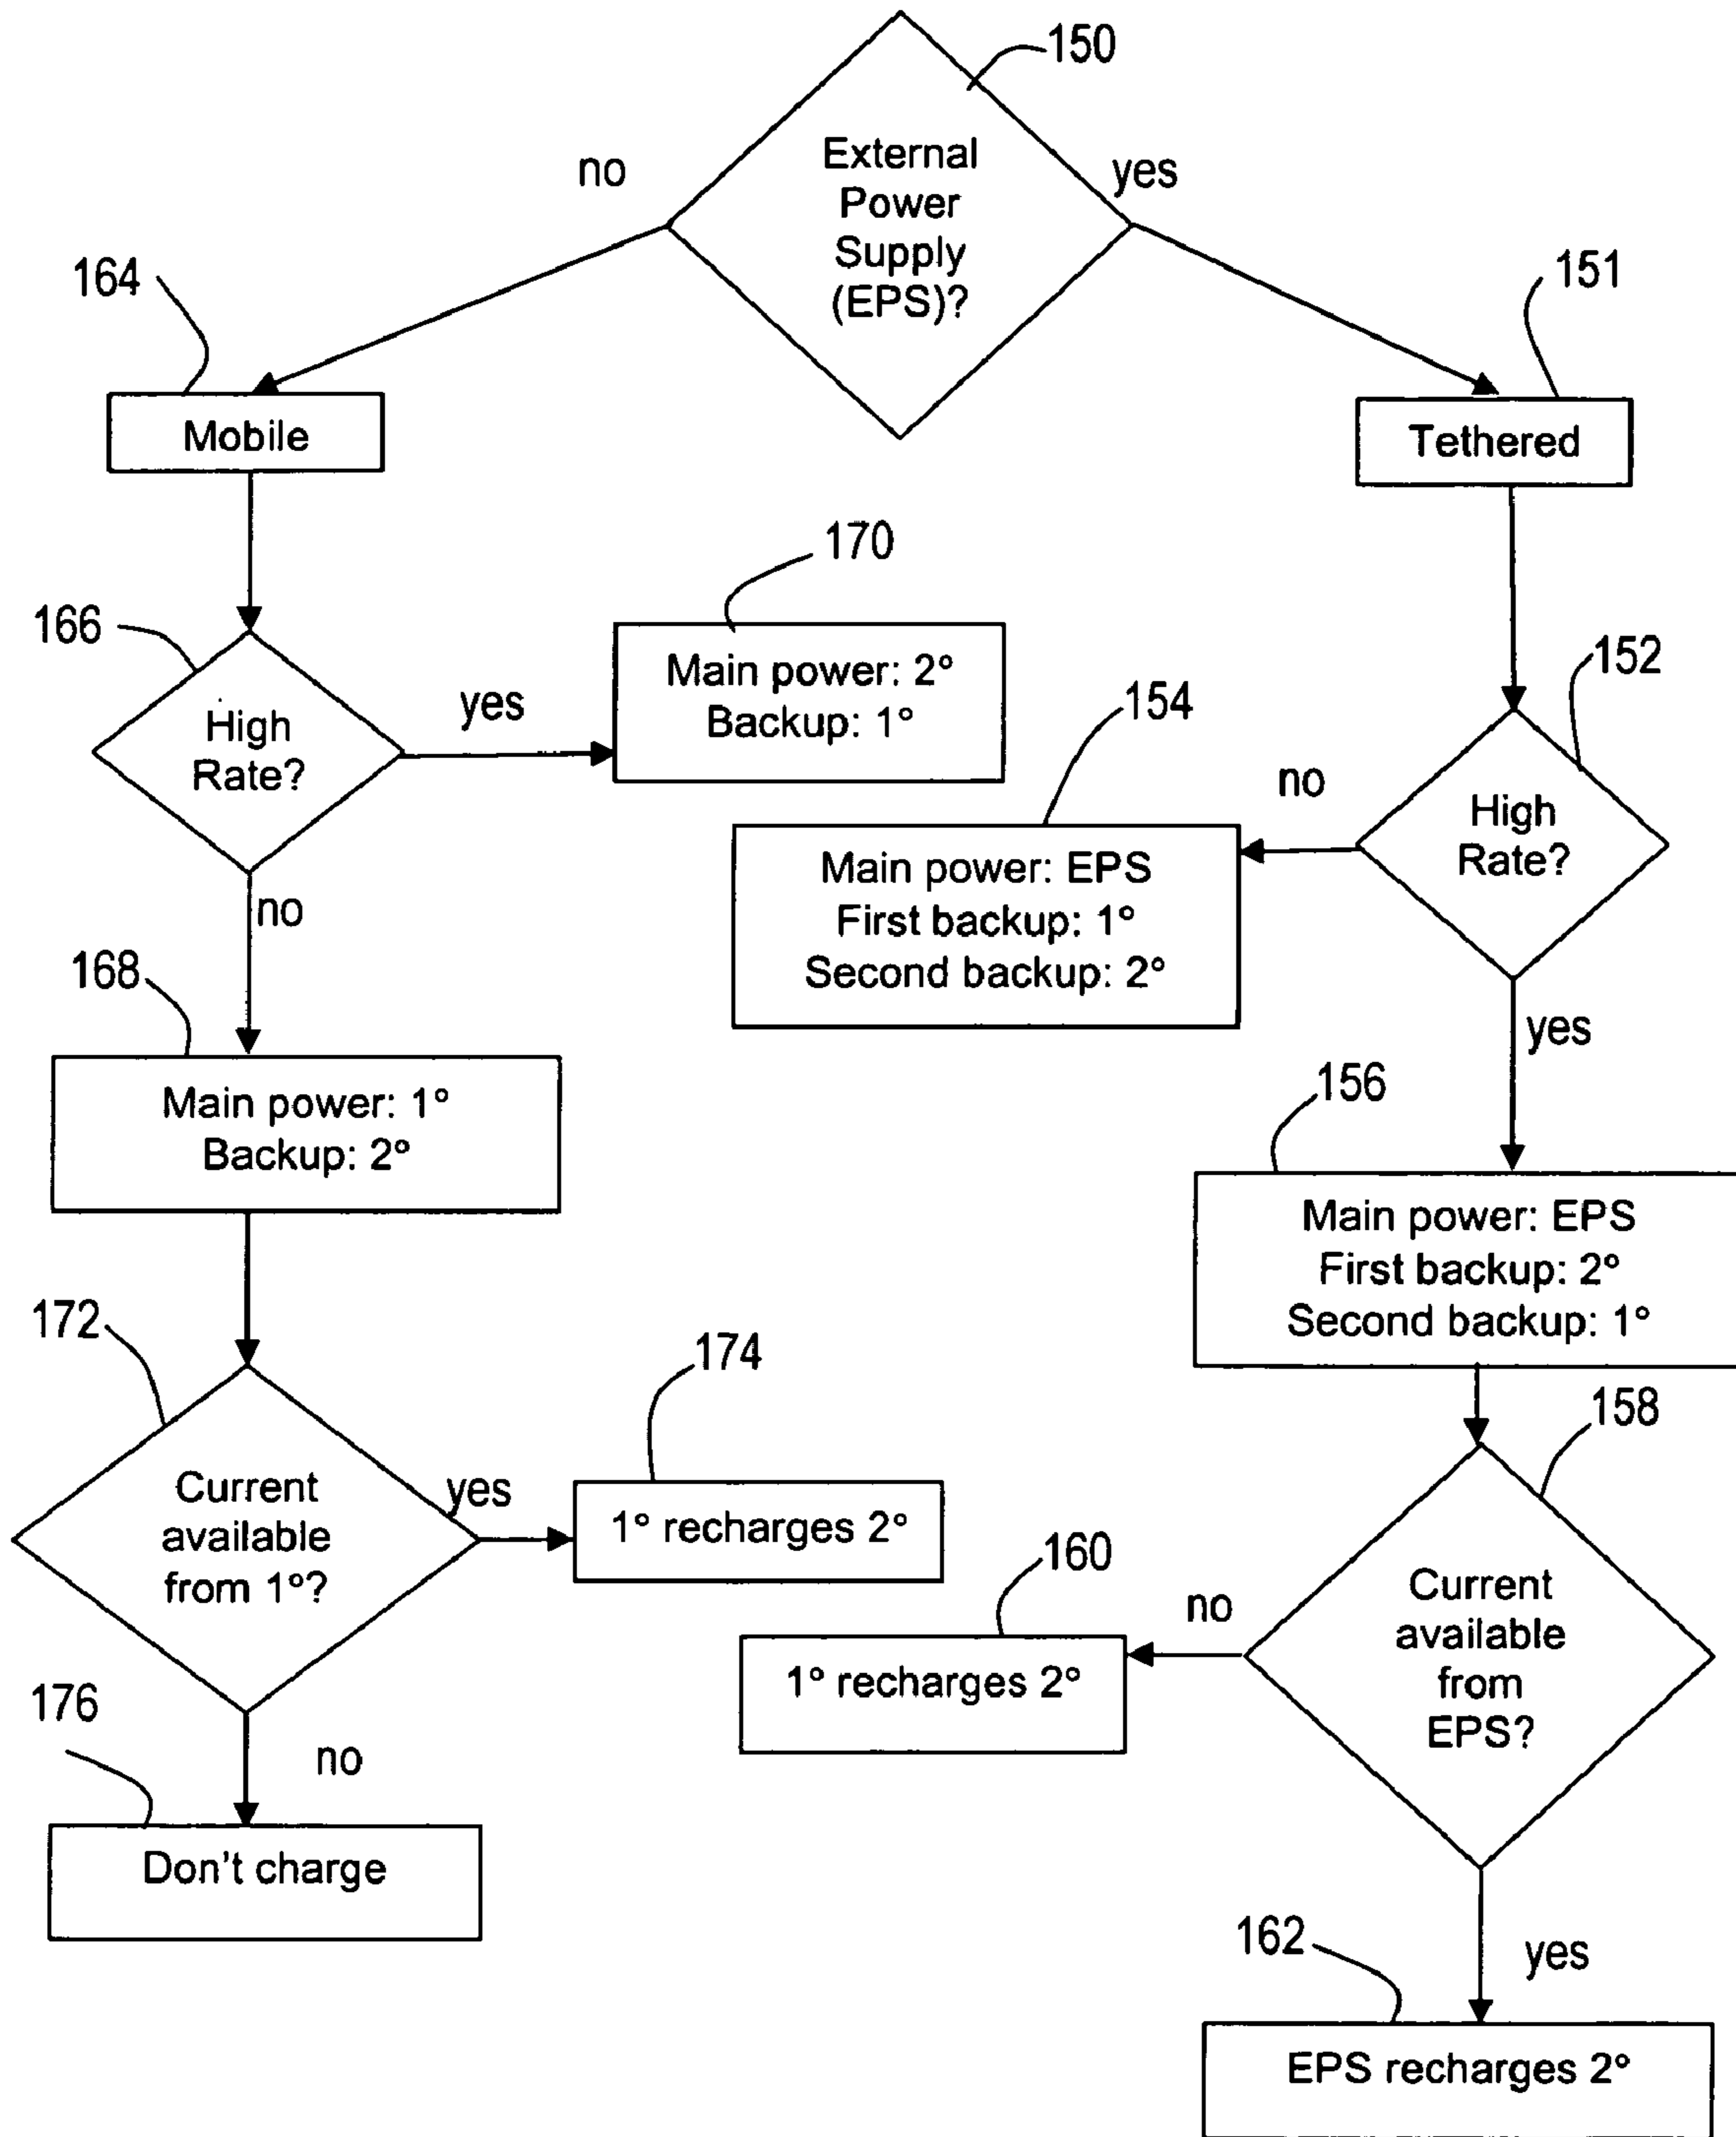 150
External
Power
Supply
(EPS)?
no
yes
164
151
Mobile
Tethered
170
166
Main power: 2°
Backup: 1°
High
Rate?
yes
152
154
High
Rate?
no
Main power: EPS
First backup: 1°
Second backup: 2°
no
168
yes
Main power: 1°
Backup: 2°
156
Main power: EPS
First backup: 2°
Second backup: 1°
172
174
158
Current
available
from 1°?
yes
1° recharges 2°
160
Current
available
from
EPS?
no
1° recharges 2°
176
no
Don't charge
162
yes
EPS recharges 2°